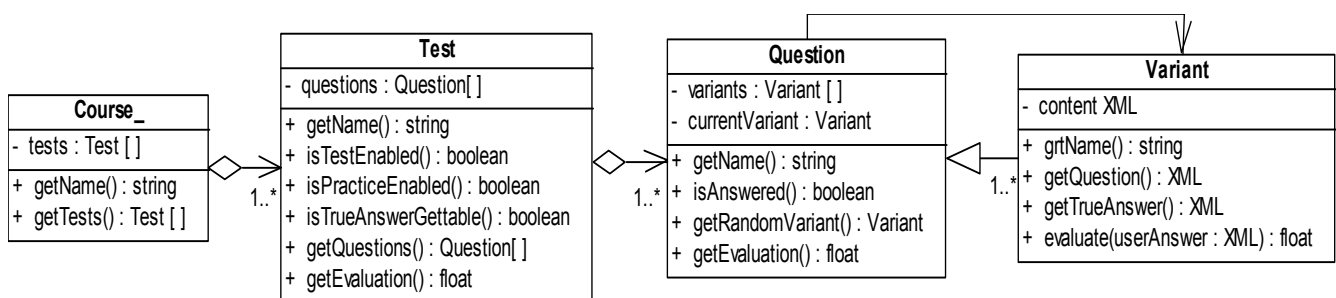 Course_
- tests : Test [ ]
+ getName() : string
+ getTests() : Test [ ]
1..*
Test
- questions : Question[ ]
+ getName() : string
+ isTestEnabled() : boolean
+ isPracticeEnabled() : boolean
+ isTrueAnswerGettable() : boolean
+ getQuestions() : Question[ ]
+ getEvaluation() : float
1..*
Question
- variants : Variant [ ]
- currentVariant : Variant
+ getName() : string
+ isAnswered() : boolean
+ getRandomVariant() : Variant
+ getEvaluation() : float
1..*
Variant
- content XML
+ grtName() : string
+ getQuestion() : XML
+ getTrueAnswer() : XML
+ evaluate(userAnswer : XML) : float